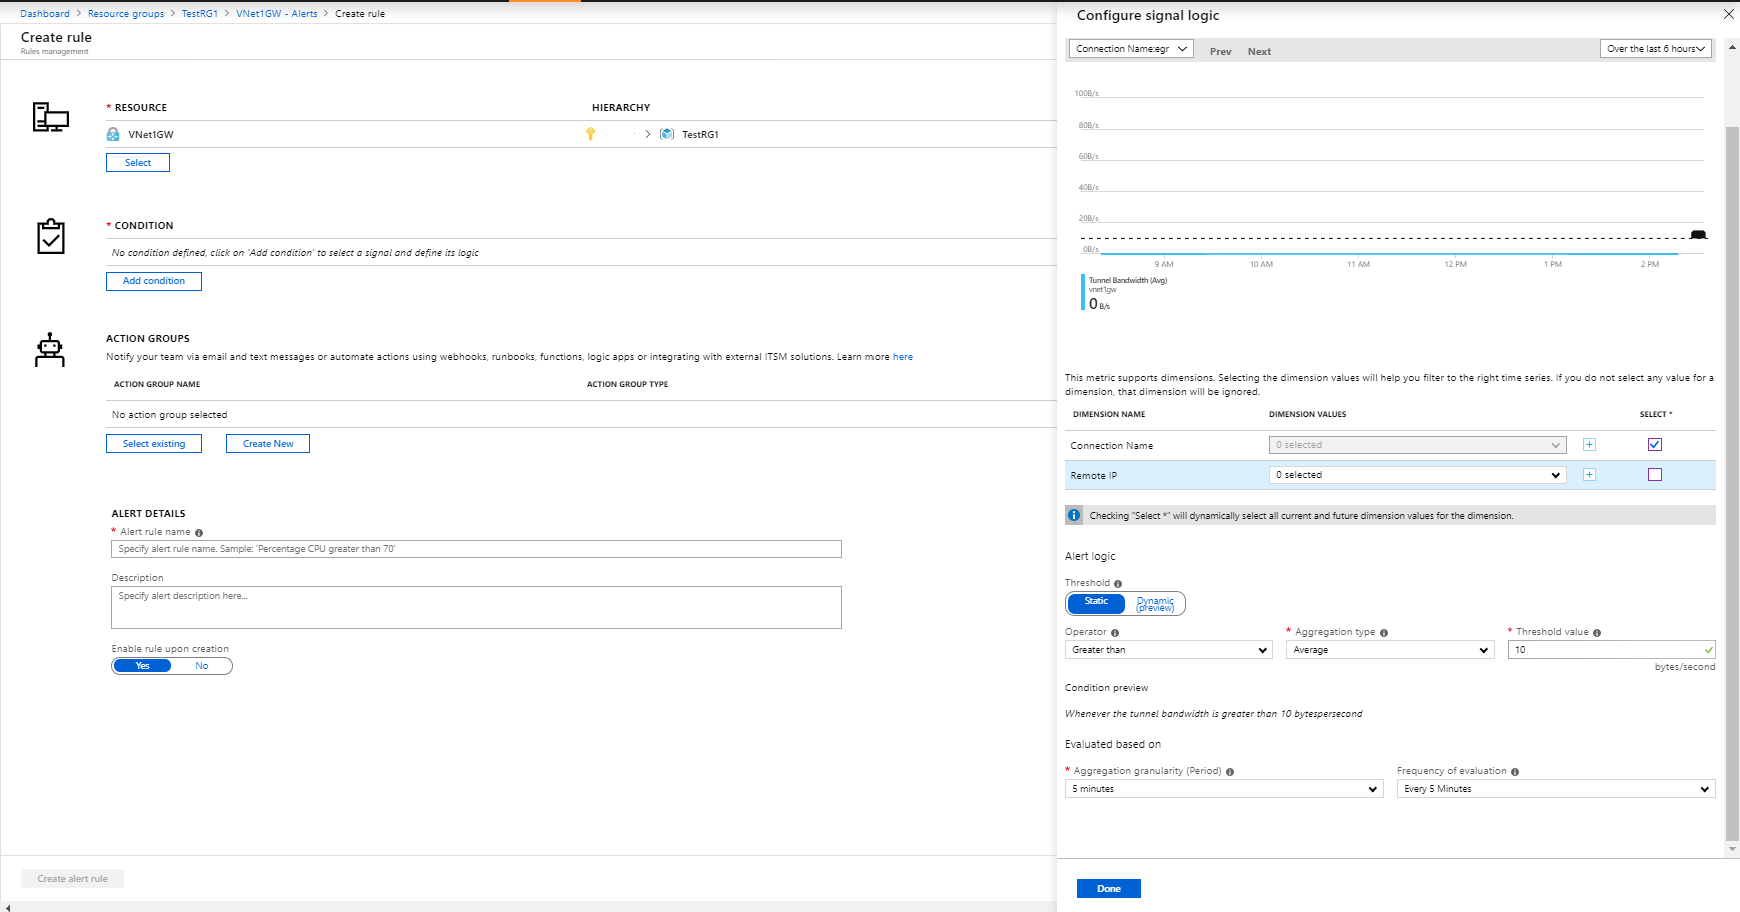 Dashboard > Resource groups > TestRG1 > VNet1GW - Alerts > Create rule
Create rule
Rules management
* RESOURCE
HIERARCHY
VNet1GW
> TestRG1
Select
* CONDITION
No condition defined, click on 'Add condition' to select a signal and define its logic
Add condition
ACTION GROUPS
Notify your team via email and text messages or automate actions using webhooks, runbooks, functions, logic apps or integrating with external ITSM solutions. Learn more here
ACTION GROUP NAME
ACTION GROUP TYPE
No action group selected
Select existing
Create New
ALERT DETAILS
* Alert rule name
Specify alert rule name. Sample: 'Percentage CPU greater than 70'
Description
Specify alert description here...
Enable rule upon creation
Yes
No
Create alert rule
Configure signal logic
Connection Name:egr
Prev
Next
Over the last 6 hours
100B/s
80B/s
60B/s
40B/s
20B/s
0B/s
9 AM
10 AM
11 AM
12 PM
1 PM
2 PM
Tunnel Bandwidth (Avg)
vnet1gw
0 B/s
This metric supports dimensions. Selecting the dimension values will help you filter to the right time series. If you do not select any value for a
dimension, that dimension will be ignored.
DIMENSION NAME
DIMENSION VALUES
SELECT *
Connection Name
0 selected
Remote IP
0 selected
Checking "Select *" will dynamically select all current and future dimension values for the dimension.
Alert logic
Threshold
Static
Dynamic
(preview)
Operator
* Aggregation type
* Threshold value
Greater than
Average
10
bytes/second
Condition preview
Whenever the tunnel bandwidth is greater than 10 bytespersecond
Evaluated based on
* Aggregation granularity (Period)
Frequency of evaluation
5 minutes
Every 5 Minutes
Done